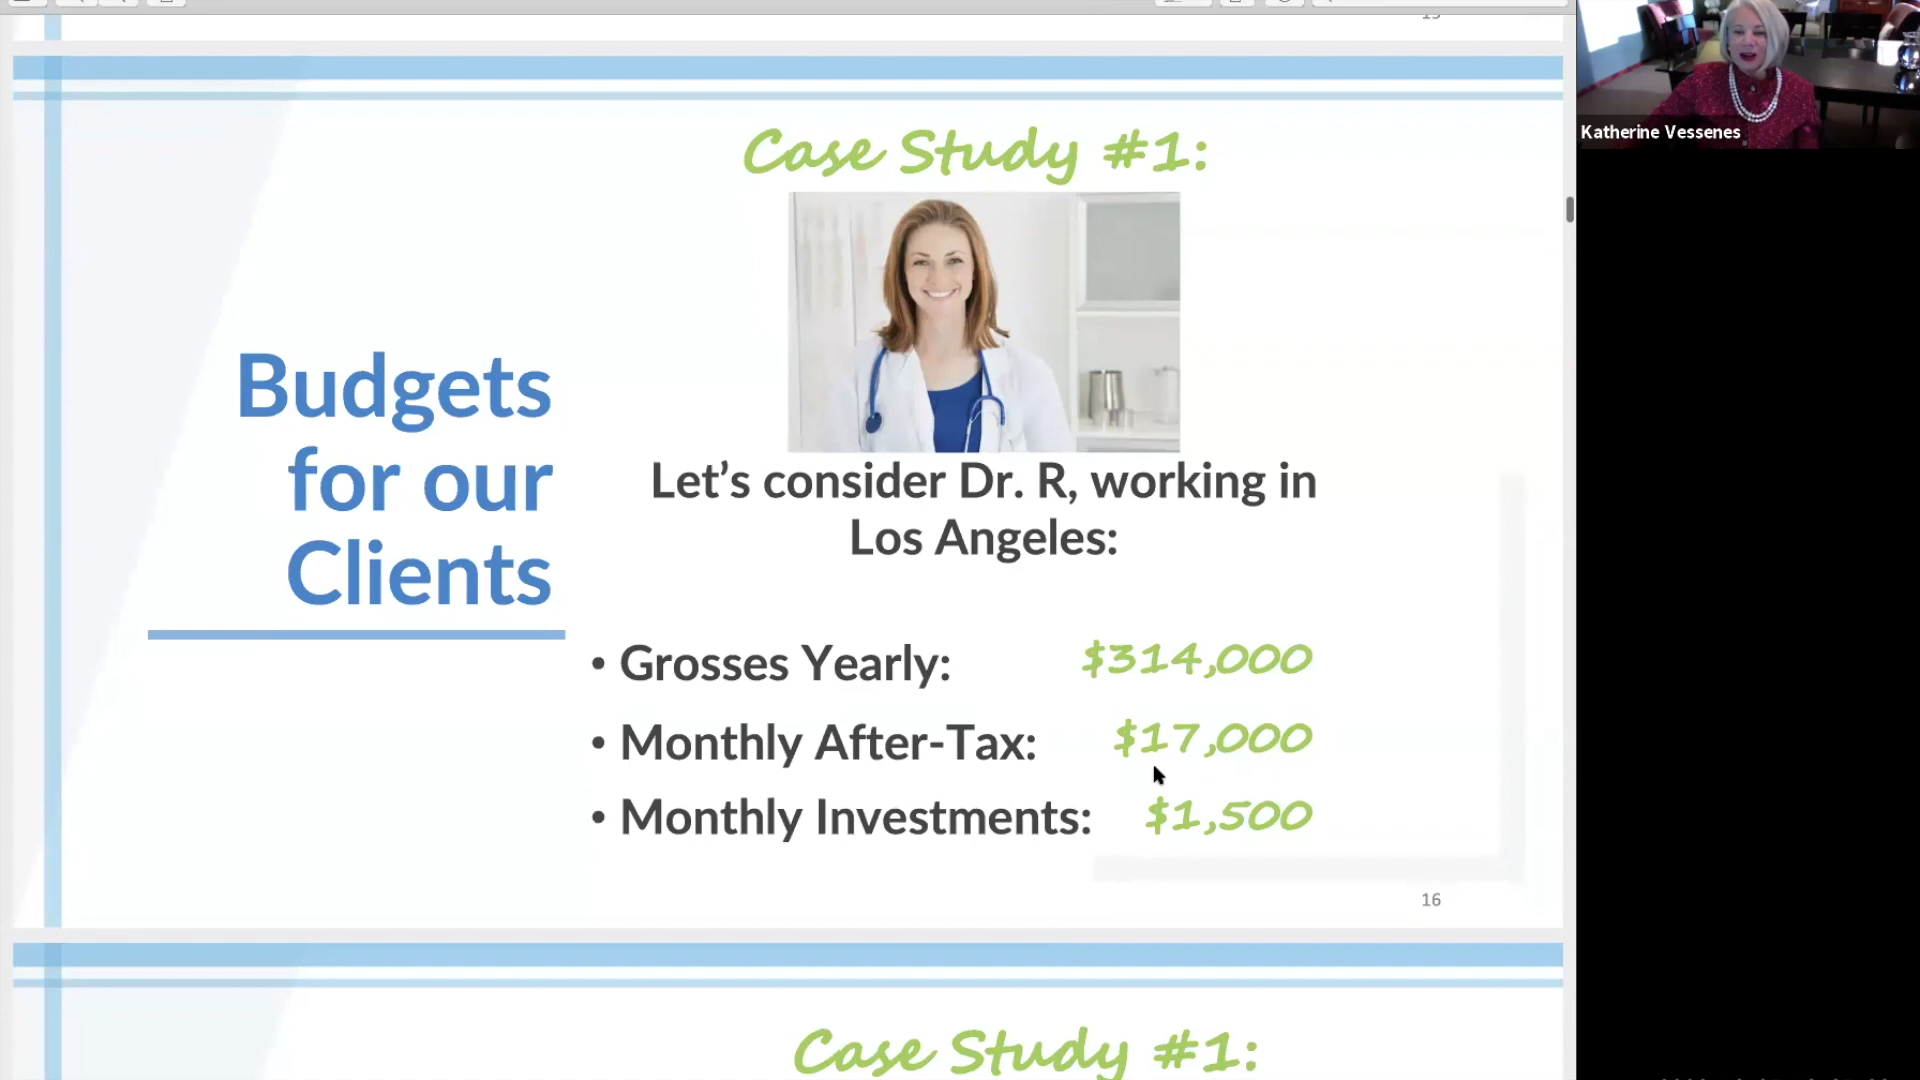 Case Study #1:
Budgets
for our
Clients
Let's consider Dr. R, working in
Los Angeles:
• Grosses Yearly: $314,000
• Monthly After-Tax: $17,000
• Monthly Investments: $1,500
16
Case Study #1:
Katherine Vessenes